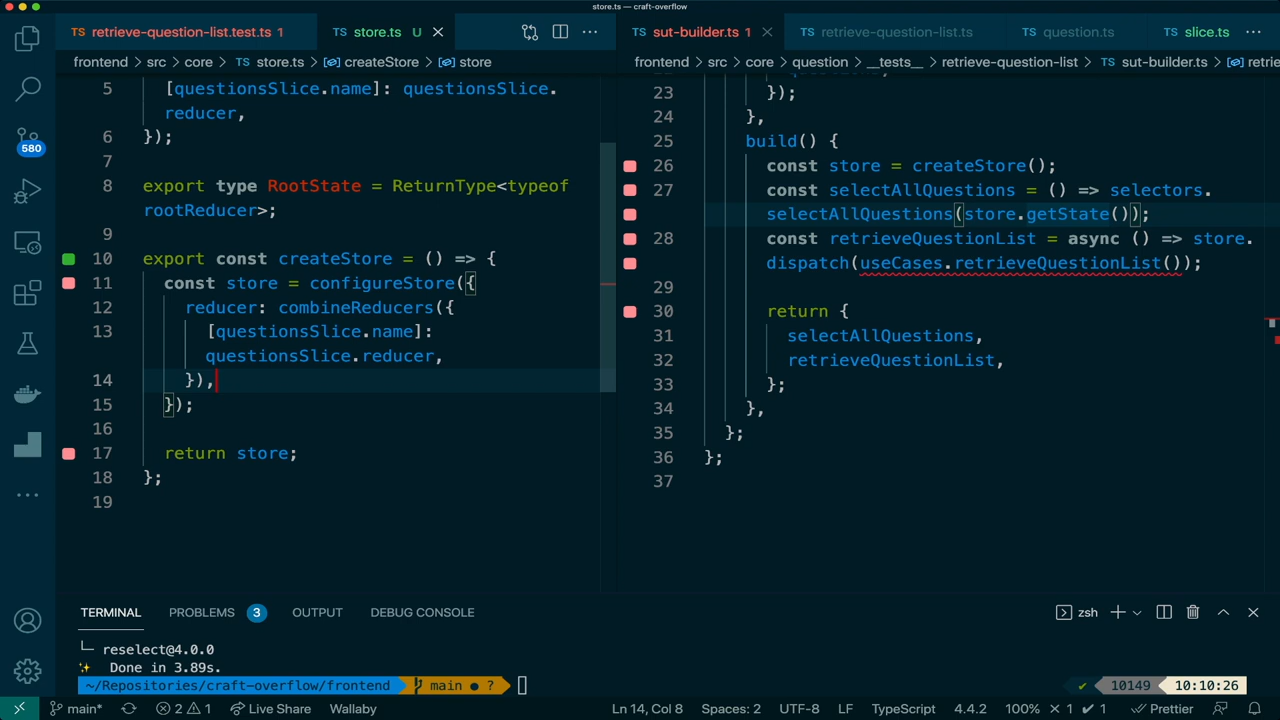 store.ts — craft-overflow
retrieve-question-list.test.ts 1
store.ts U
sut-builder.ts 1
retrieve-question-list.ts
question.ts
slice.ts
frontend > src > core > store.ts > createStore > store
frontend > src > core > question > __tests__ > retrieve-question-list > sut-builder.ts > retrie
5 [questionsSlice.name]: questionsSlice.
reducer,
6 });
7
8 export type RootState = ReturnType<typeof
rootReducer>;
9
10 export const createStore = () => {
11 const store = configureStore({
12 reducer: combineReducers({
13 [questionsSlice.name]:
questionsSlice.reducer,
14 }),
15 });
16
17 return store;
18 };
19
23 });
24 },
25 build() {
26 const store = createStore();
27 const selectAllQuestions = () => selectors.
selectAllQuestions(store.getState());
28 const retrieveQuestionList = async () => store.
dispatch(useCases.retrieveQuestionList());
29
30 return {
31 selectAllQuestions,
32 retrieveQuestionList,
33 };
34 },
35 };
36 };
37
580
TERMINAL PROBLEMS 3 OUTPUT DEBUG CONSOLE
zsh
└─ reselect@4.0.0
✨ Done in 3.89s.
~/Repositories/craft-overflow/frontend main ● ? ✔ 10149 10:10:26
main* 2 1 Live Share Wallaby Ln 14, Col 8 Spaces: 2 UTF-8 LF TypeScript 4.4.2 100% × 1 ✓ 1 Prettier